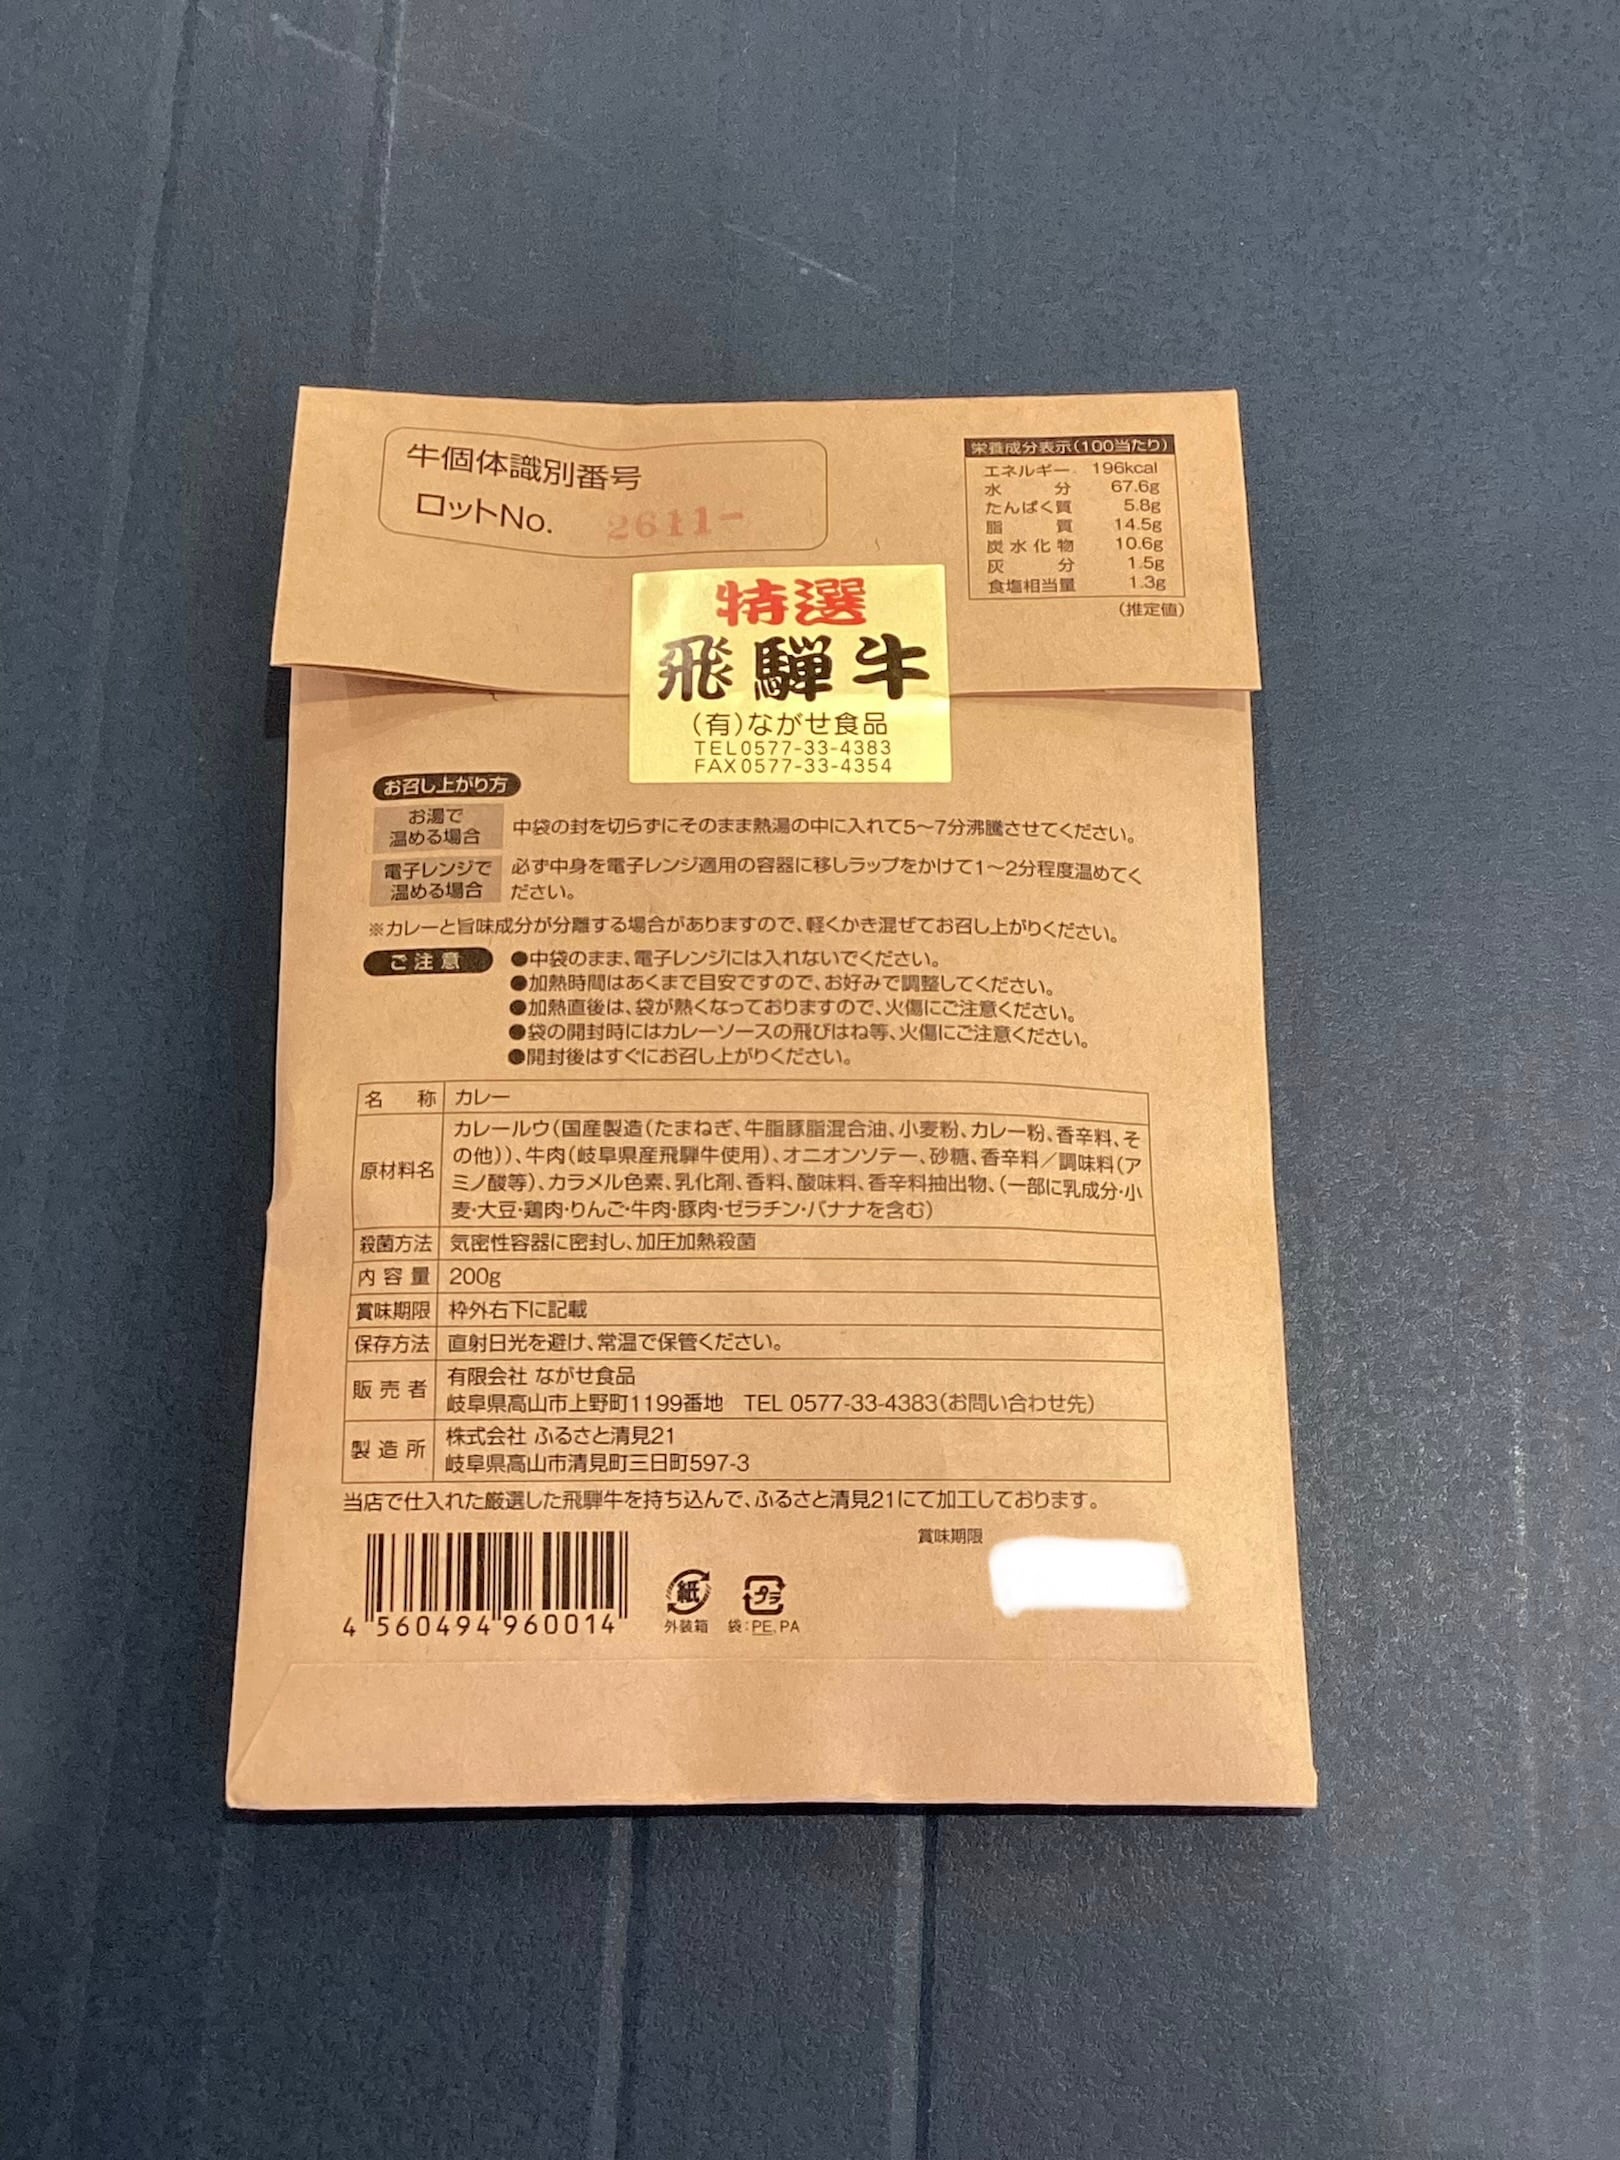 牛個体識別番号
ロットNo. 2611-
栄養成分表示(100当たり)
エネルギー 196kcal
水分 67.6g
たんぱく質 5.8g
脂質 14.5g
炭水化物 10.6g
灰分 1.5g
食塩相当量 1.3g
(推定値)
特選
飛騨牛
(有)ながせ食品
TEL0577-33-4383
FAX0577-33-4354
お召し上がり方
お湯で
温める場合
中袋の封を切らずにそのまま熱湯の中に入れて5〜7分沸騰させてください。
電子レンジで
温める場合
必ず中身を電子レンジ適用の容器に移しラップをかけて1〜2分程度温めてく
ださい。
※カレーと旨味成分が分離する場合がありますので、軽くかき混ぜてお召し上がりください。
ご注意
●中袋のまま、電子レンジには入れないでください。
●加熱時間はあくまで目安ですので、お好みで調整してください。
●加熱直後は、袋が熱くなっておりますので、火傷にご注意ください。
●袋の開封時にはカレーソースの飛びはね等、火傷にご注意ください。
●開封後はすぐにお召し上がりください。
名称 カレー
原材料名
カレールウ(国産製造(たまねぎ、牛脂豚脂混合油、小麦粉、カレー粉、香辛料、そ
の他))、牛肉(岐阜県産飛騨牛使用)、オニオンソテー、砂糖、香辛料/調味料(ア
ミノ酸等)、カラメル色素、乳化剤、香料、酸味料、香辛料抽出物、(一部に乳成分・小
麦・大豆・鶏肉・りんご・牛肉・豚肉・ゼラチン・バナナを含む)
殺菌方法 気密性容器に密封し、加圧加熱殺菌
内容量 200g
賞味期限 枠外右下に記載
保存方法 直射日光を避け、常温で保管ください。
販売者
有限会社 ながせ食品
岐阜県高山市上野町1199番地 TEL 0577-33-4383(お問い合わせ先)
製造所
株式会社 ふるさと清見21
岐阜県高山市清見町三日町597-3
当店で仕入れた厳選した飛騨牛を持ち込んで、ふるさと清見21にて加工しております。
賞味期限
4 560494 960014
紙
外装箱
プラ
袋:PE, PA